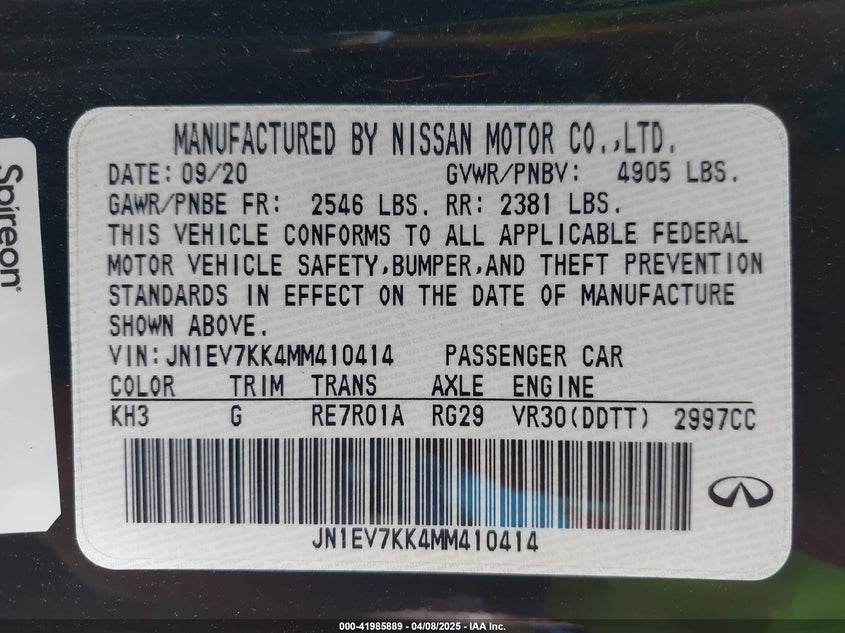 MANUFACTURED BY NISSAN MOTOR CO.,LTD.
DATE: 09/20 GVWR/PNBV: 4905 LBS.
GAWR/PNBE FR: 2546 LBS. RR: 2381 LBS.
THIS VEHICLE CONFORMS TO ALL APPLICABLE FEDERAL
MOTOR VEHICLE SAFETY,BUMPER,AND THEFT PREVENTION
STANDARDS IN EFFECT ON THE DATE OF MANUFACTURE
SHOWN ABOVE.
VIN:JN1EV7KK4MM410414 PASSENGER CAR
COLOR TRIM TRANS AXLE ENGINE
KH3 G RE7R01A RG29 VR30(DDTT) 2997CC
JN1EV7KK4MM410414
Spireon
000-41985889 - 04/08/2025 - IAA Inc.